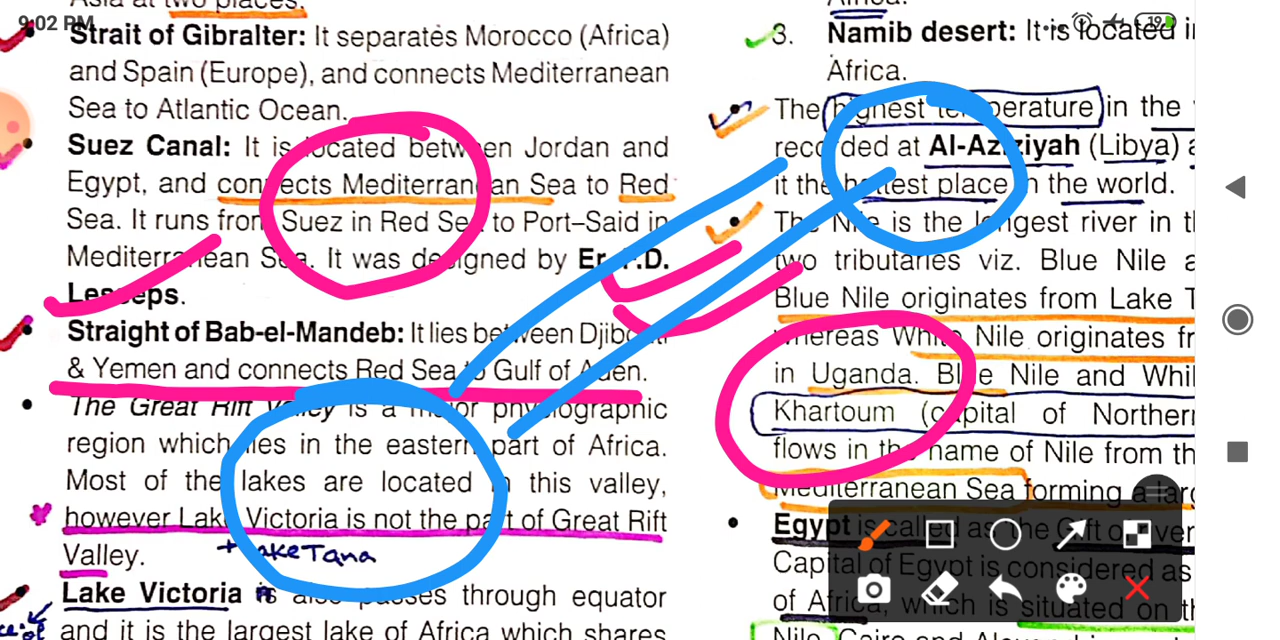 Asia at two places.
9:02 PM
Strait of Gibralter: It separates Morocco (Africa)
and Spain (Europe), and connects Mediterranean
Sea to Atlantic Ocean.
Suez Canal: It is located between Jordan and
Egypt, and connects Mediterranean Sea to Red
Sea. It runs from Suez in Red Sea to Port–Said in
Mediterranean Sea. It was designed by Er. F.D.
Lesseps.
Straight of Bab-el-Mandeb: It lies between Djibouti
& Yemen and connects Red Sea to Gulf of Aden.
The Great Rift Valley is a major physiographic
region which lies in the eastern part of Africa.
Most of the lakes are located in this valley,
however Lake Victoria is not the part of Great Rift
Valley.
+ Lake Tana
Lake Victoria is also passes through equator
and it is the largest lake of Africa which shares
Africa.
19
3. Namib desert: It is located in
Africa.
The highest temperature in the
recorded at Al-Aziziyah (Libya)
it the hottest place in the world.
The Nile is the longest river in
two tributaries viz. Blue Nile
Blue Nile originates from Lake
whereas White Nile originates
in Uganda. Blue Nile and
Khartoum (capital of Northern
flows in the name of Nile from
Mediterranean Sea forming a
Egypt is called as the Gift of
Capital of Egypt is considered as
of Africa, which is situated on
Nile. Cairo and